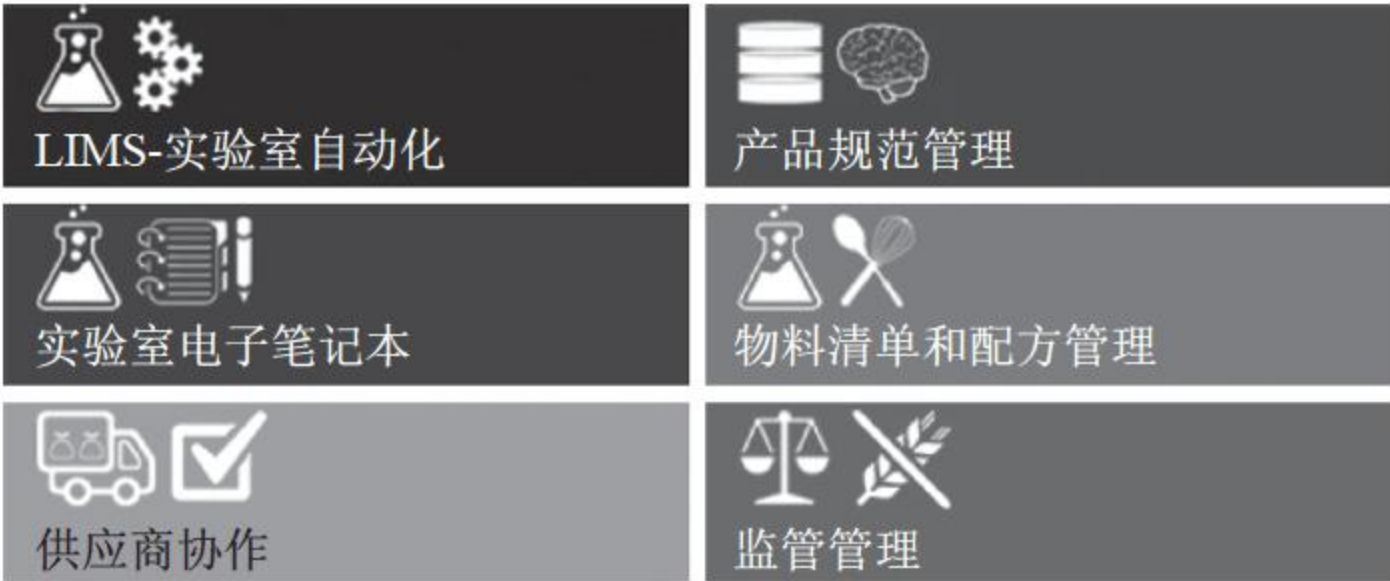 LIMS-实验室自动化
产品规范管理
实验室电子笔记本
物料清单和配方管理
供应商协作
监管管理